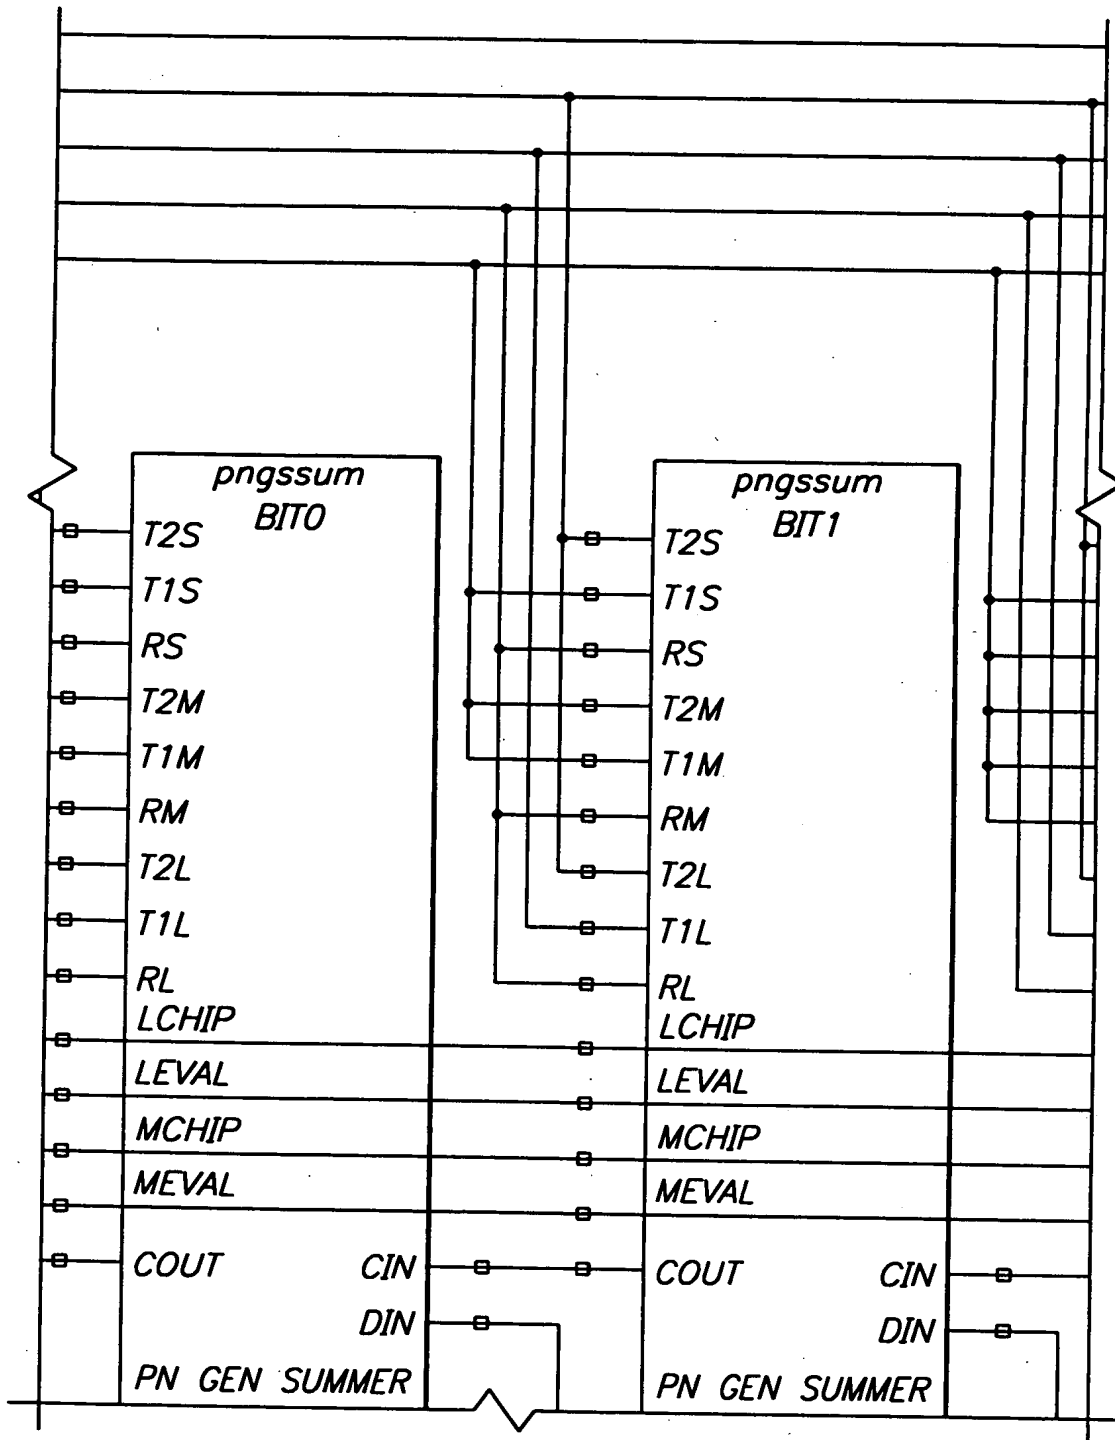 pngssum
BIT0
T2S
T1S
RS
T2M
T1M
RM
T2L
T1L
RL
LCHIP
LEVAL
MCHIP
MEVAL
COUT CIN
DIN
PN GEN SUMMER
pngssum
BIT1
T2S
T1S
RS
T2M
T1M
RM
T2L
T1L
RL
LCHIP
LEVAL
MCHIP
MEVAL
COUT CIN
DIN
PN GEN SUMMER